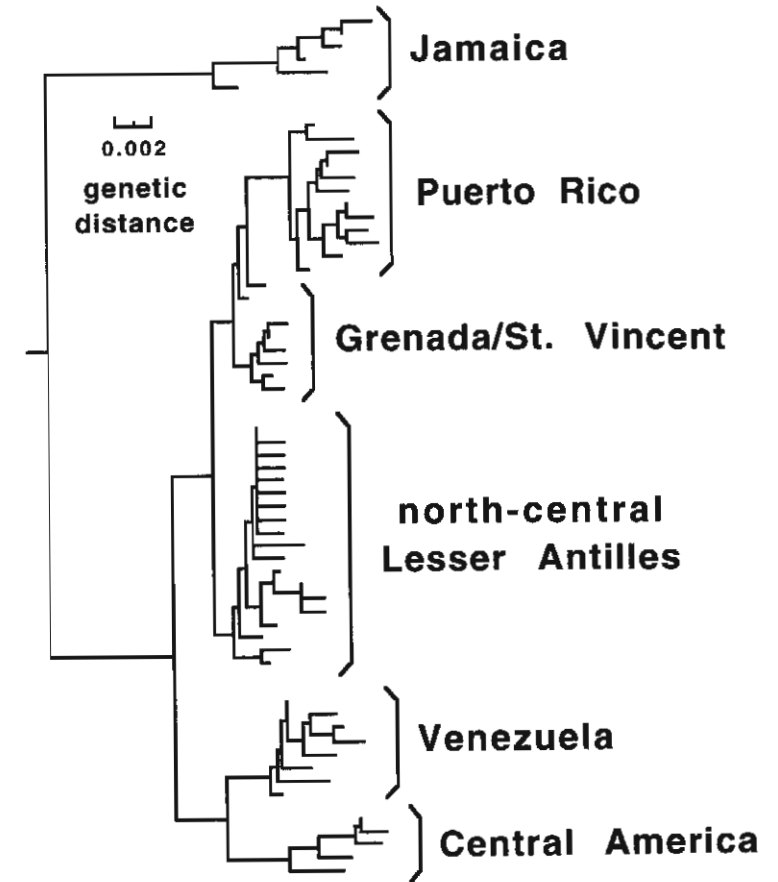 Jamaica
0.002
genetic
distance
Puerto Rico
Grenada/St. Vincent
north-central
Lesser Antilles
Venezuela
Central America